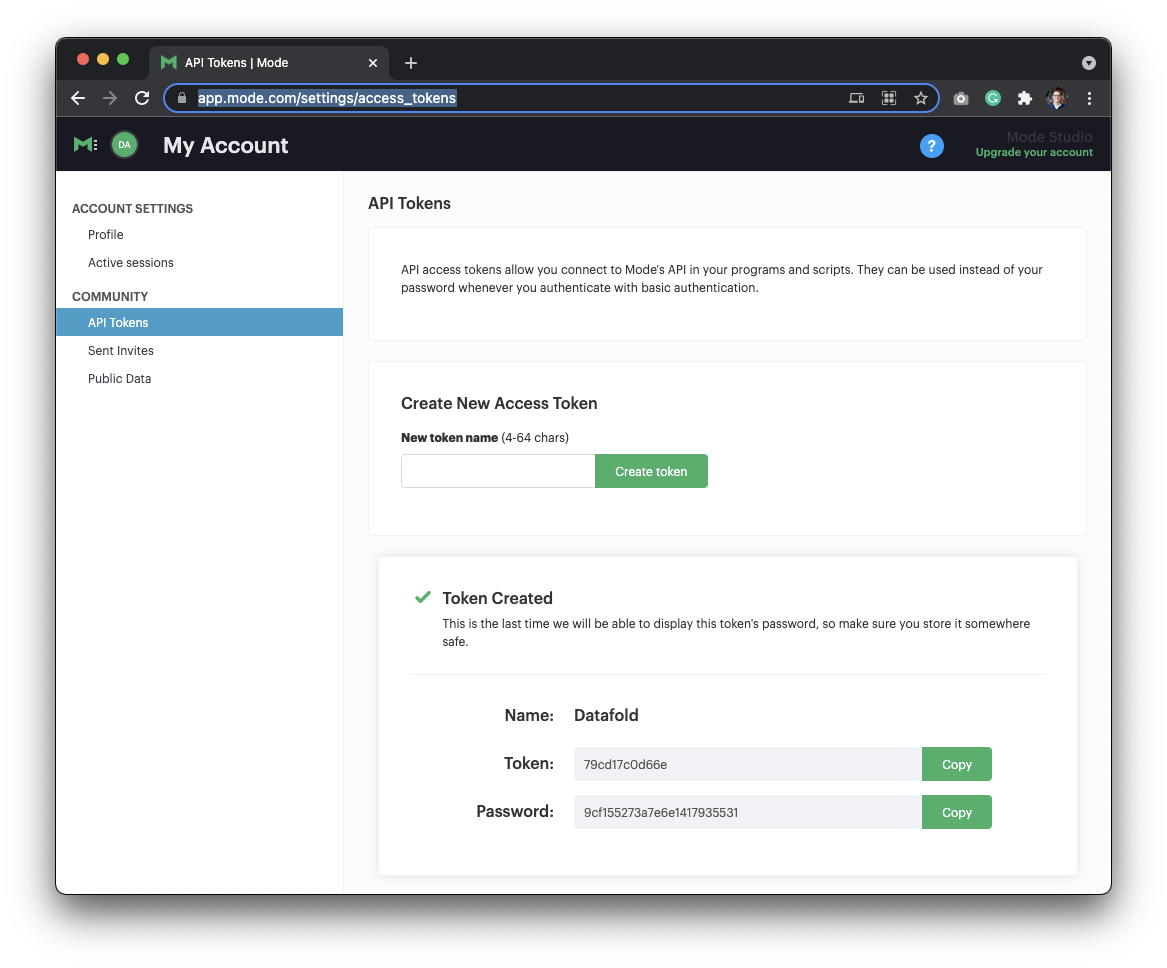 API Tokens | Mode
app.mode.com/settings/access_tokens
DA
My Account
?
Mode Studio
Upgrade your account
ACCOUNT SETTINGS
Profile
Active sessions
COMMUNITY
API Tokens
Sent Invites
Public Data
API Tokens
API access tokens allow you connect to Mode's API in your programs and scripts. They can be used instead of your
password whenever you authenticate with basic authentication.
Create New Access Token
New token name (4-64 chars)
Create token
Token Created
This is the last time we will be able to display this token's password, so make sure you store it somewhere
safe.
Name: Datafold
Token: 79cd17c0d66e Copy
Password: 9cf155273a7e6e1417935531 Copy